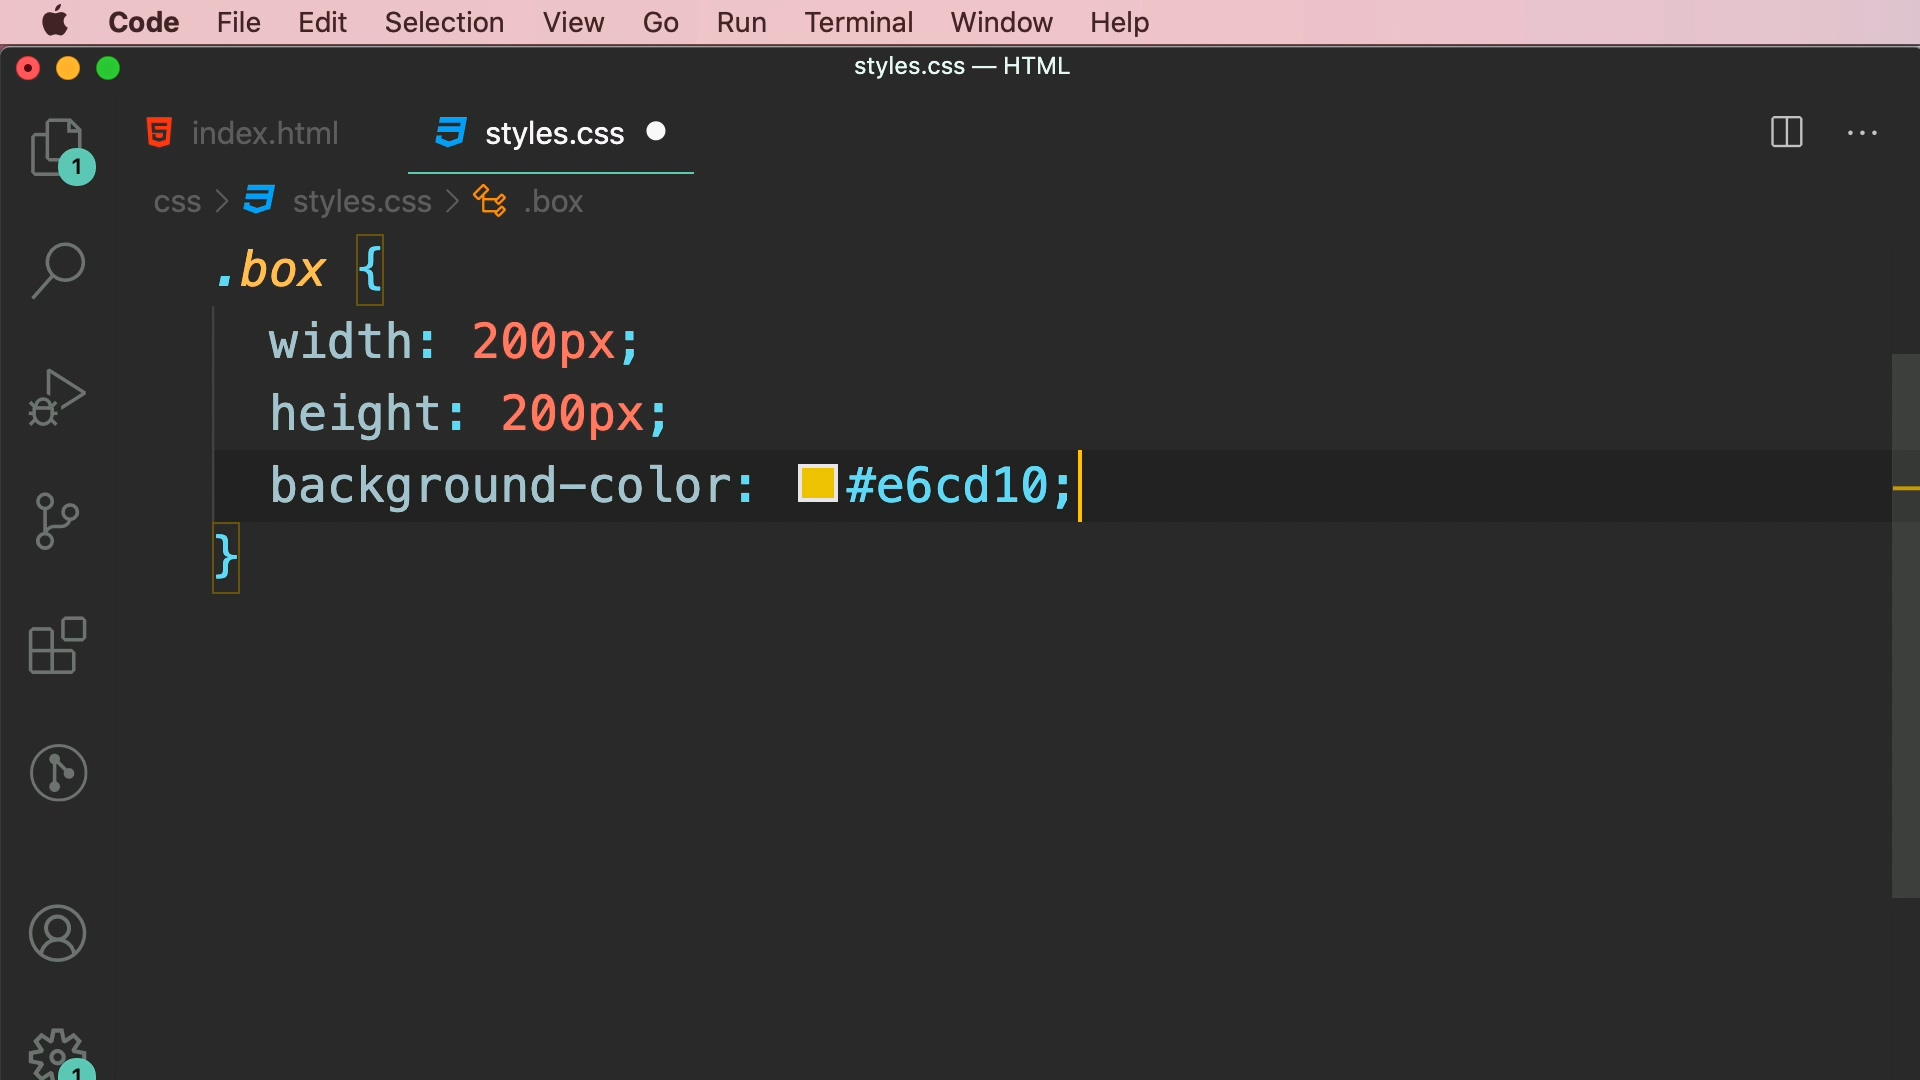 Code File Edit Selection View Go Run Terminal Window Help
styles.css — HTML
index.html styles.css
css > styles.css > .box
.box {
width: 200px;
height: 200px;
background-color: #e6cd10;
}
1
1